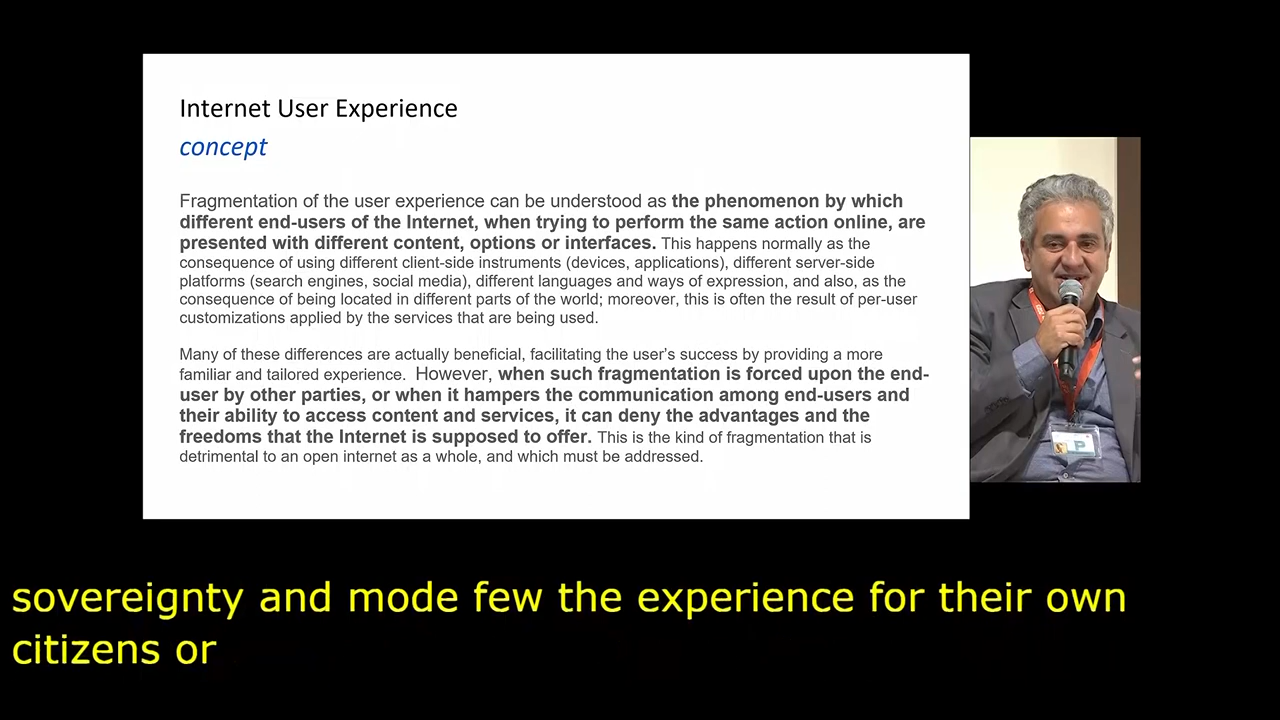 Internet User Experience
concept
Fragmentation of the user experience can be understood as the phenomenon by which
different end-users of the Internet, when trying to perform the same action online, are
presented with different content, options or interfaces. This happens normally as the
consequence of using different client-side instruments (devices, applications), different server-side
platforms (search engines, social media), different languages and ways of expression, and also, as the
consequence of being located in different parts of the world; moreover, this is often the result of per-user
customizations applied by the services that are being used.
Many of these differences are actually beneficial, facilitating the user's success by providing a more
familiar and tailored experience. However, when such fragmentation is forced upon the end-
user by other parties, or when it hampers the communication among end-users and
their ability to access content and services, it can deny the advantages and the
freedoms that the Internet is supposed to offer. This is the kind of fragmentation that is
detrimental to an open internet as a whole, and which must be addressed.
P
sovereignty and mode few the experience for their own
citizens or